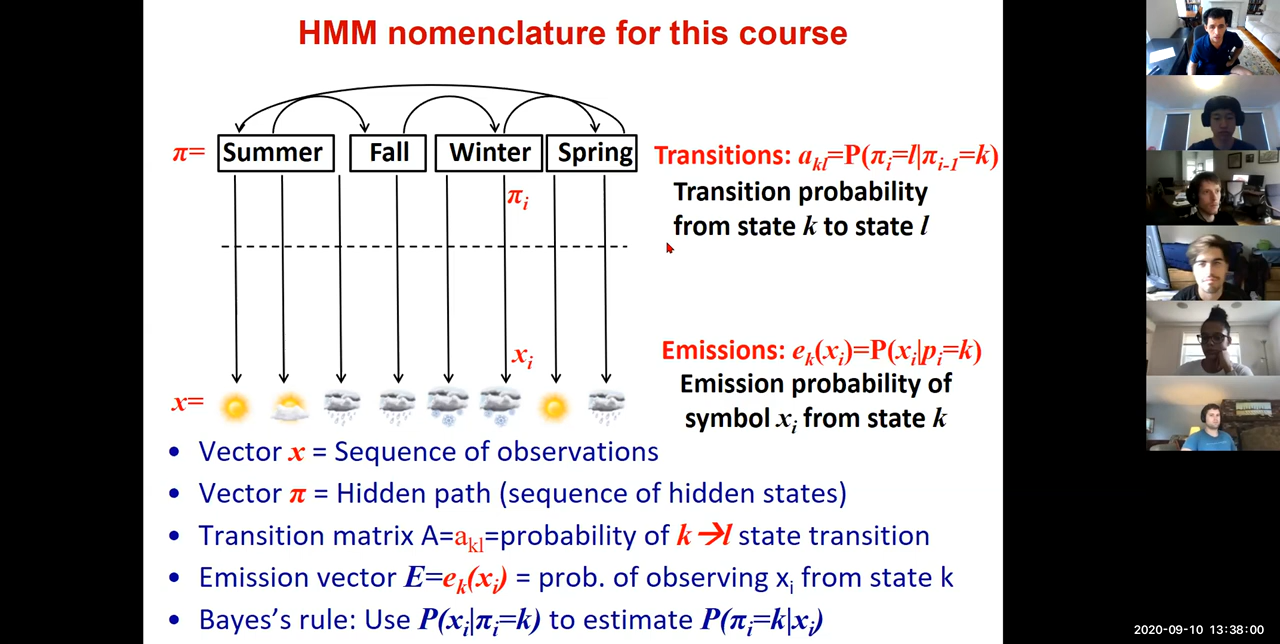 HMM nomenclature for this course
π= Summer Fall Winter Spring
Transitions: aₖₗ=P(πᵢ=l|πᵢ₋₁=k)
Transition probability
from state k to state l
πᵢ
xᵢ
Emissions: eₖ(xᵢ)=P(xᵢ|pᵢ=k)
Emission probability of
symbol xᵢ from state k
x=
• Vector x = Sequence of observations
• Vector π = Hidden path (sequence of hidden states)
• Transition matrix A=aₖₗ=probability of k→l state transition
• Emission vector E=eₖ(xᵢ) = prob. of observing xᵢ from state k
• Bayes’s rule: Use P(xᵢ|πᵢ=k) to estimate P(πᵢ=k|xᵢ)
2020-09-10 13:38:00